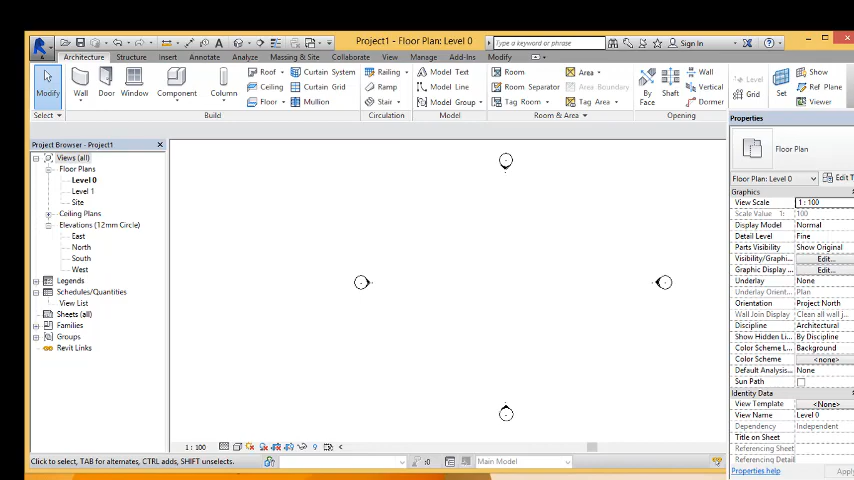 Project1 - Floor Plan: Level 0
Type a keyword or phrase
Sign In
Architecture Structure Insert Annotate Analyze Massing & Site Collaborate View Manage Add-Ins Modify
Modify Wall Door Window Component Column
Roof Ceiling Floor
Curtain System Curtain Grid Mullion
Railing Ramp Stair
Model Text Model Line Model Group
Room Room Separator Tag Room
Area Area Boundary Tag Area
By Face Shaft
Wall Vertical Dormer
Level Grid
Set
Show Ref Plane Viewer
Select Build Circulation Model Room & Area Opening
Project Browser - Project1
Views (all)
Floor Plans
Level 0
Level 1
Site
Ceiling Plans
Elevations (12mm Circle)
East
North
South
West
Legends
Schedules/Quantities
View List
Sheets (all)
Families
Groups
Revit Links
Properties
Floor Plan
Floor Plan: Level 0 Edit T
Graphics
View Scale 1 : 100
Scale Value 1: 100
Display Model Normal
Detail Level Fine
Parts Visibility Show Original
Visibility/Graphi... Edit...
Graphic Display ... Edit...
Underlay None
Underlay Orien... Plan
Orientation Project North
Wall Join Display Clean all wall j...
Discipline Architectural
Show Hidden Li... By Discipline
Color Scheme L... Background
Color Scheme <none>
Default Analysis... None
Sun Path
Identity Data
View Template <None>
View Name Level 0
Dependency Independent
Title on Sheet
Referencing Sheet
Referencing Detail
Properties help Apply
1 : 100
Click to select, TAB for alternates, CTRL adds, SHIFT unselects.
:0
Main Model